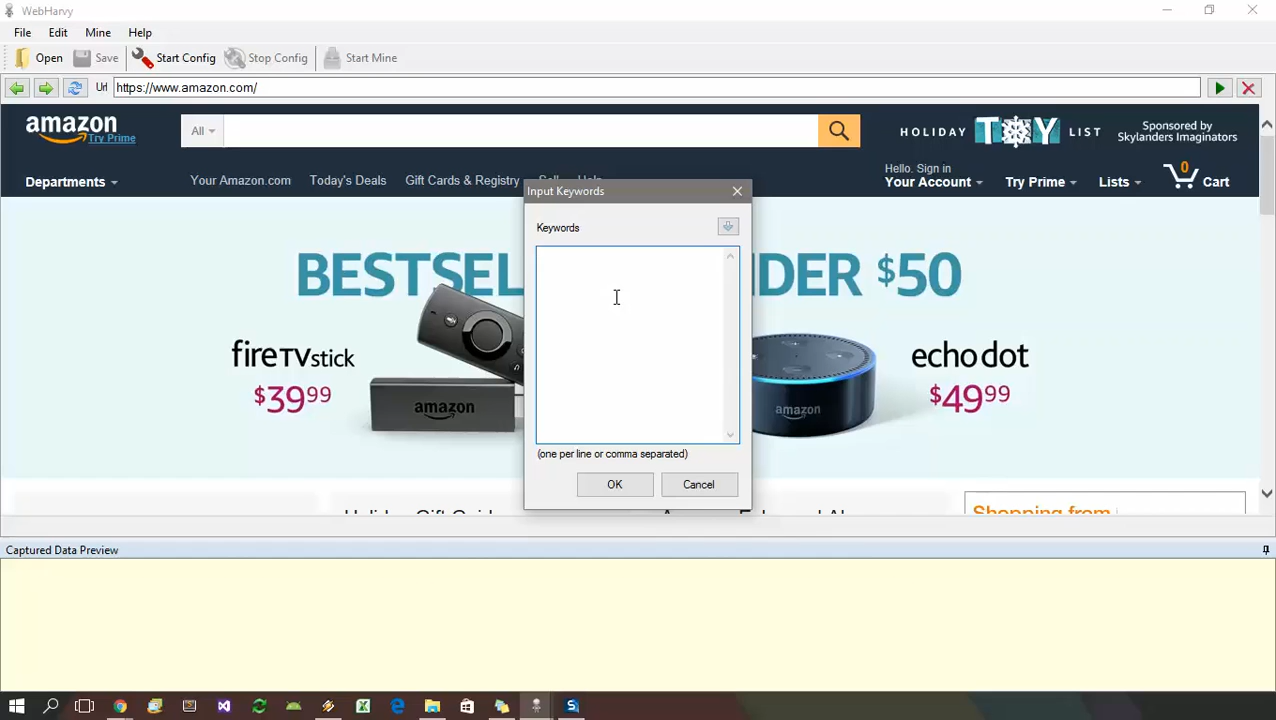 WebHarvy
File Edit Mine Help
Open Save Start Config Stop Config Start Mine
Url https://www.amazon.com/
amazon
Try Prime
All
HOLIDAY TOY LIST
Sponsored by
Skylanders Imaginators
Departments
Your Amazon.com Today's Deals Gift Cards & Registry Sell Help
Hello. Sign in
Your Account
Try Prime
Lists
0
Cart
Input Keywords
Keywords
(one per line or comma separated)
OK Cancel
BESTSEL
DER $50
fireTVstick
$39.99
amazon
echo dot
$49.99
amazon
Shopping from
Captured Data Preview